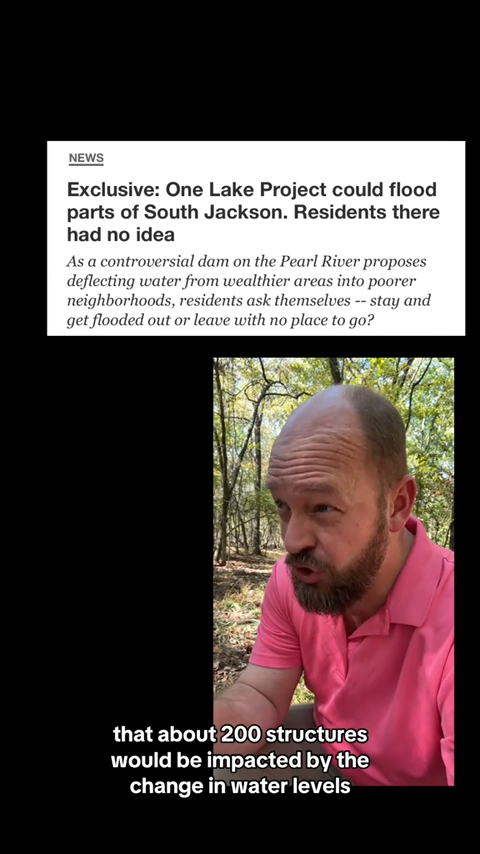 NEWS
Exclusive: One Lake Project could flood
parts of South Jackson. Residents there
had no idea
As a controversial dam on the Pearl River proposes
deflecting water from wealthier areas into poorer
neighborhoods, residents ask themselves -- stay and
get flooded out or leave with no place to go?
that about 200 structures
would be impacted by the
change in water levels